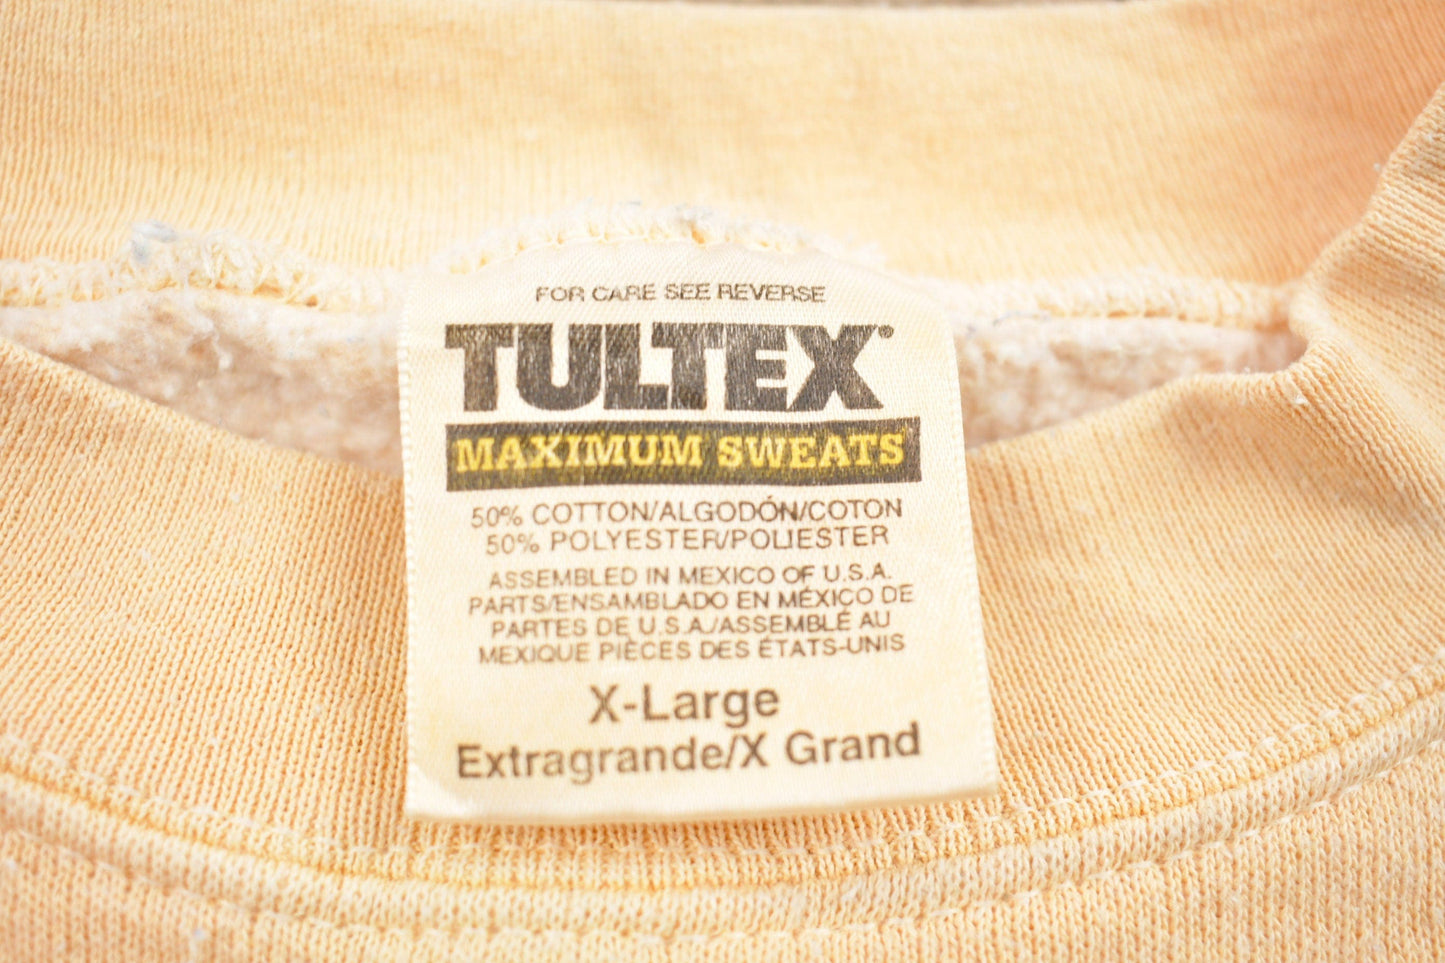 FOR CARE SEE REVERSE
TULTEX®
MAXIMUM SWEATS
50% COTTON/ALGODÓN/COTON
50% POLYESTER/POLIESTER
ASSEMBLED IN MEXICO OF U.S.A.
PARTS/ENSAMBLADO EN MÉXICO DE
PARTES DE U.S.A./ASSEMBLÉ AU
MEXIQUE PIÈCES DES ÉTATS-UNIS
X-Large
Extragrande/X Grand